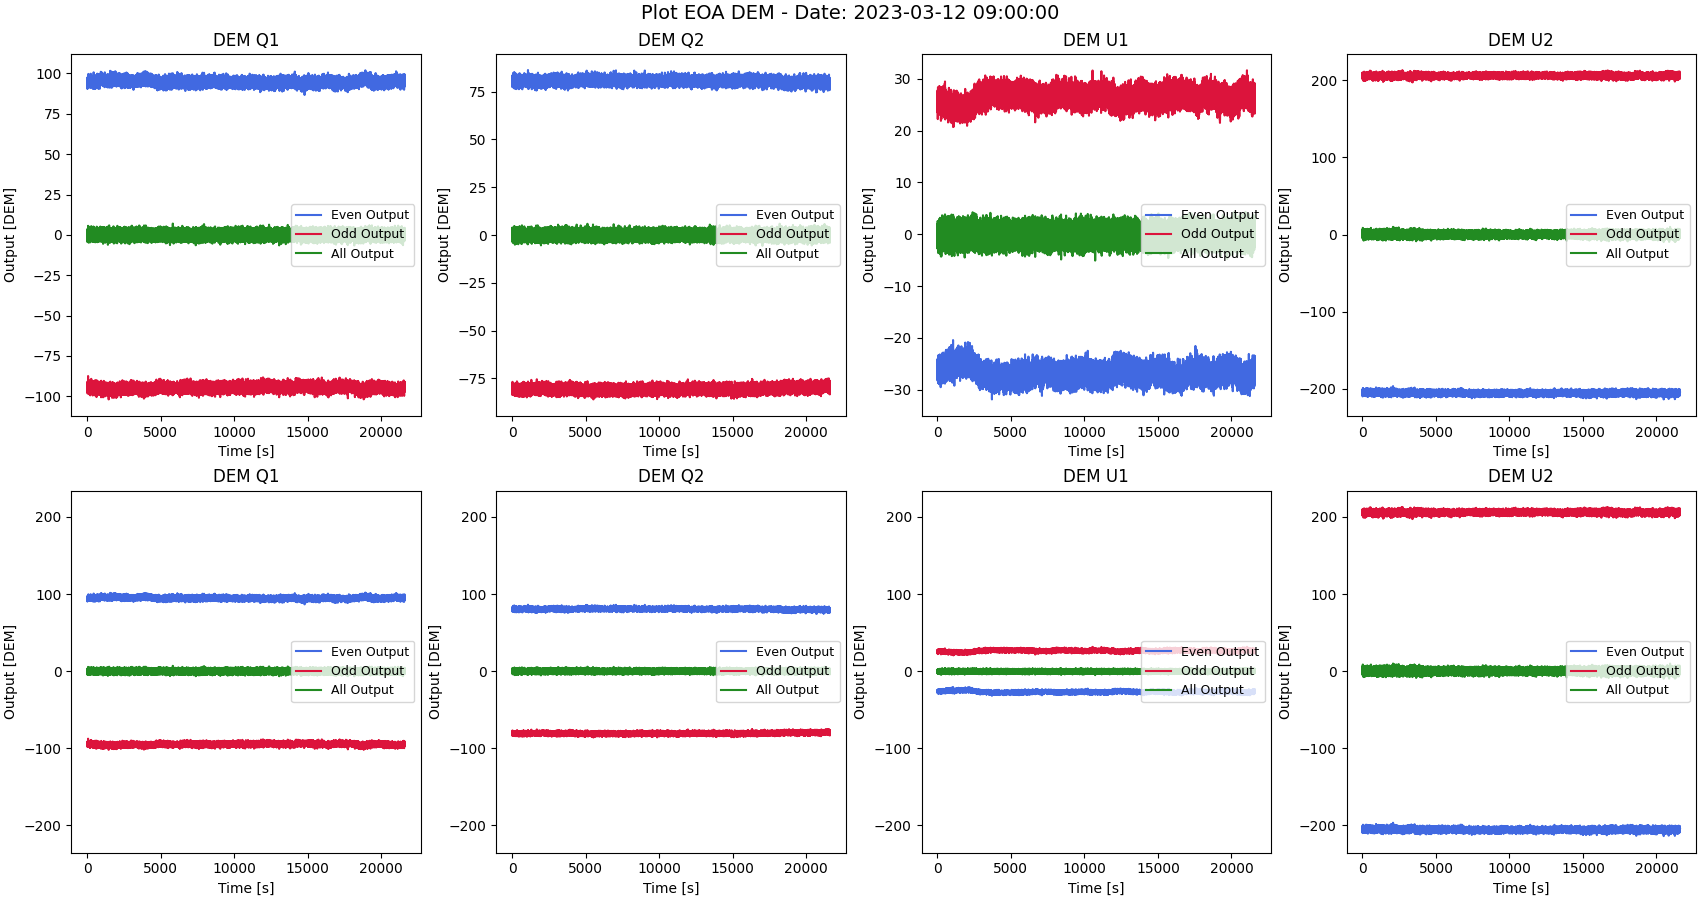 Plot EOA DEM - Date: 2023-03-12 09:00:00
DEM Q1
Output [DEM]
100
75
50
25
0
−25
−50
−75
−100
Even Output
Odd Output
All Output
0 5000 10000 15000 20000
Time [s]
DEM Q2
Output [DEM]
75
50
25
0
−25
−50
−75
Even Output
Odd Output
All Output
0 5000 10000 15000 20000
Time [s]
DEM U1
Output [DEM]
30
20
10
0
−10
−20
−30
Even Output
Odd Output
All Output
0 5000 10000 15000 20000
Time [s]
DEM U2
Output [DEM]
200
100
0
−100
−200
Even Output
Odd Output
All Output
0 5000 10000 15000 20000
Time [s]
DEM Q1
Output [DEM]
200
100
0
−100
−200
Even Output
Odd Output
All Output
0 5000 10000 15000 20000
Time [s]
DEM Q2
Output [DEM]
200
100
0
−100
−200
Even Output
Odd Output
All Output
0 5000 10000 15000 20000
Time [s]
DEM U1
Output [DEM]
200
100
0
−100
−200
Even Output
Odd Output
All Output
0 5000 10000 15000 20000
Time [s]
DEM U2
Output [DEM]
200
100
0
−100
−200
Even Output
Odd Output
All Output
0 5000 10000 15000 20000
Time [s]